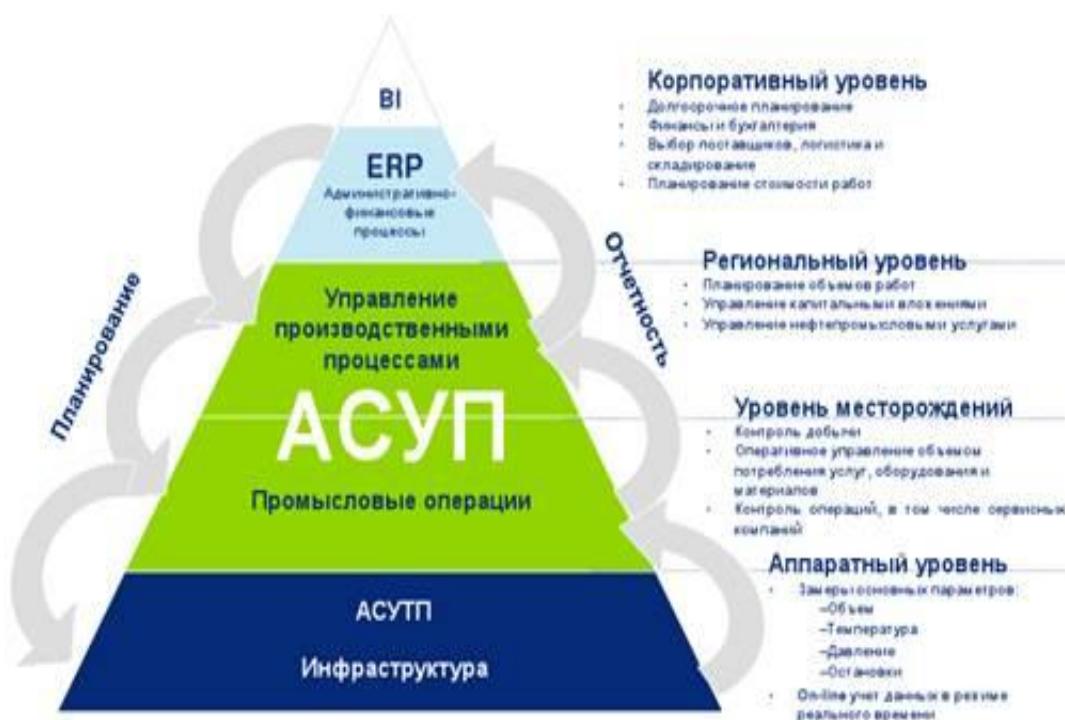 BI
ERP
Административно-
финансовые
процессы
Управление
производственными
процессами
АСУП
Промысловые операции
АСУТП
Инфраструктура
Планирование
Отчетность
Корпоративный уровень
• Долгосрочное планирование
• Финансы и бухгалтерия
• Выбор поставщиков, логистика и
складирование
• Планирование стоимости работ
Региональный уровень
• Планирование объемов работ
• Управление капитальными вложениями
• Управление нефтепромысловыми услугами
Уровень месторождений
• Контроль добычи
• Оперативное управление объемом
потребления услуг, оборудования и
материалов
• Контроль операций, в том числе сервисных
компаний
Аппаратный уровень
• Замеры основных параметров:
–Объем
–Температура
–Давление
–Остановки
• On-line учет данных в режиме
реального времени